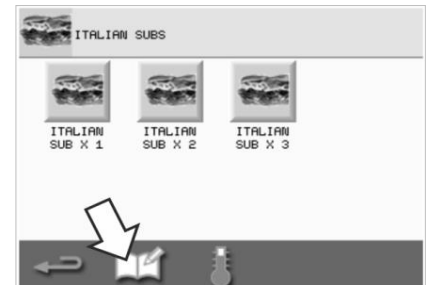 ITALIAN SUBS
ITALIAN
SUB X 1
ITALIAN
SUB X 2
ITALIAN
SUB X 3